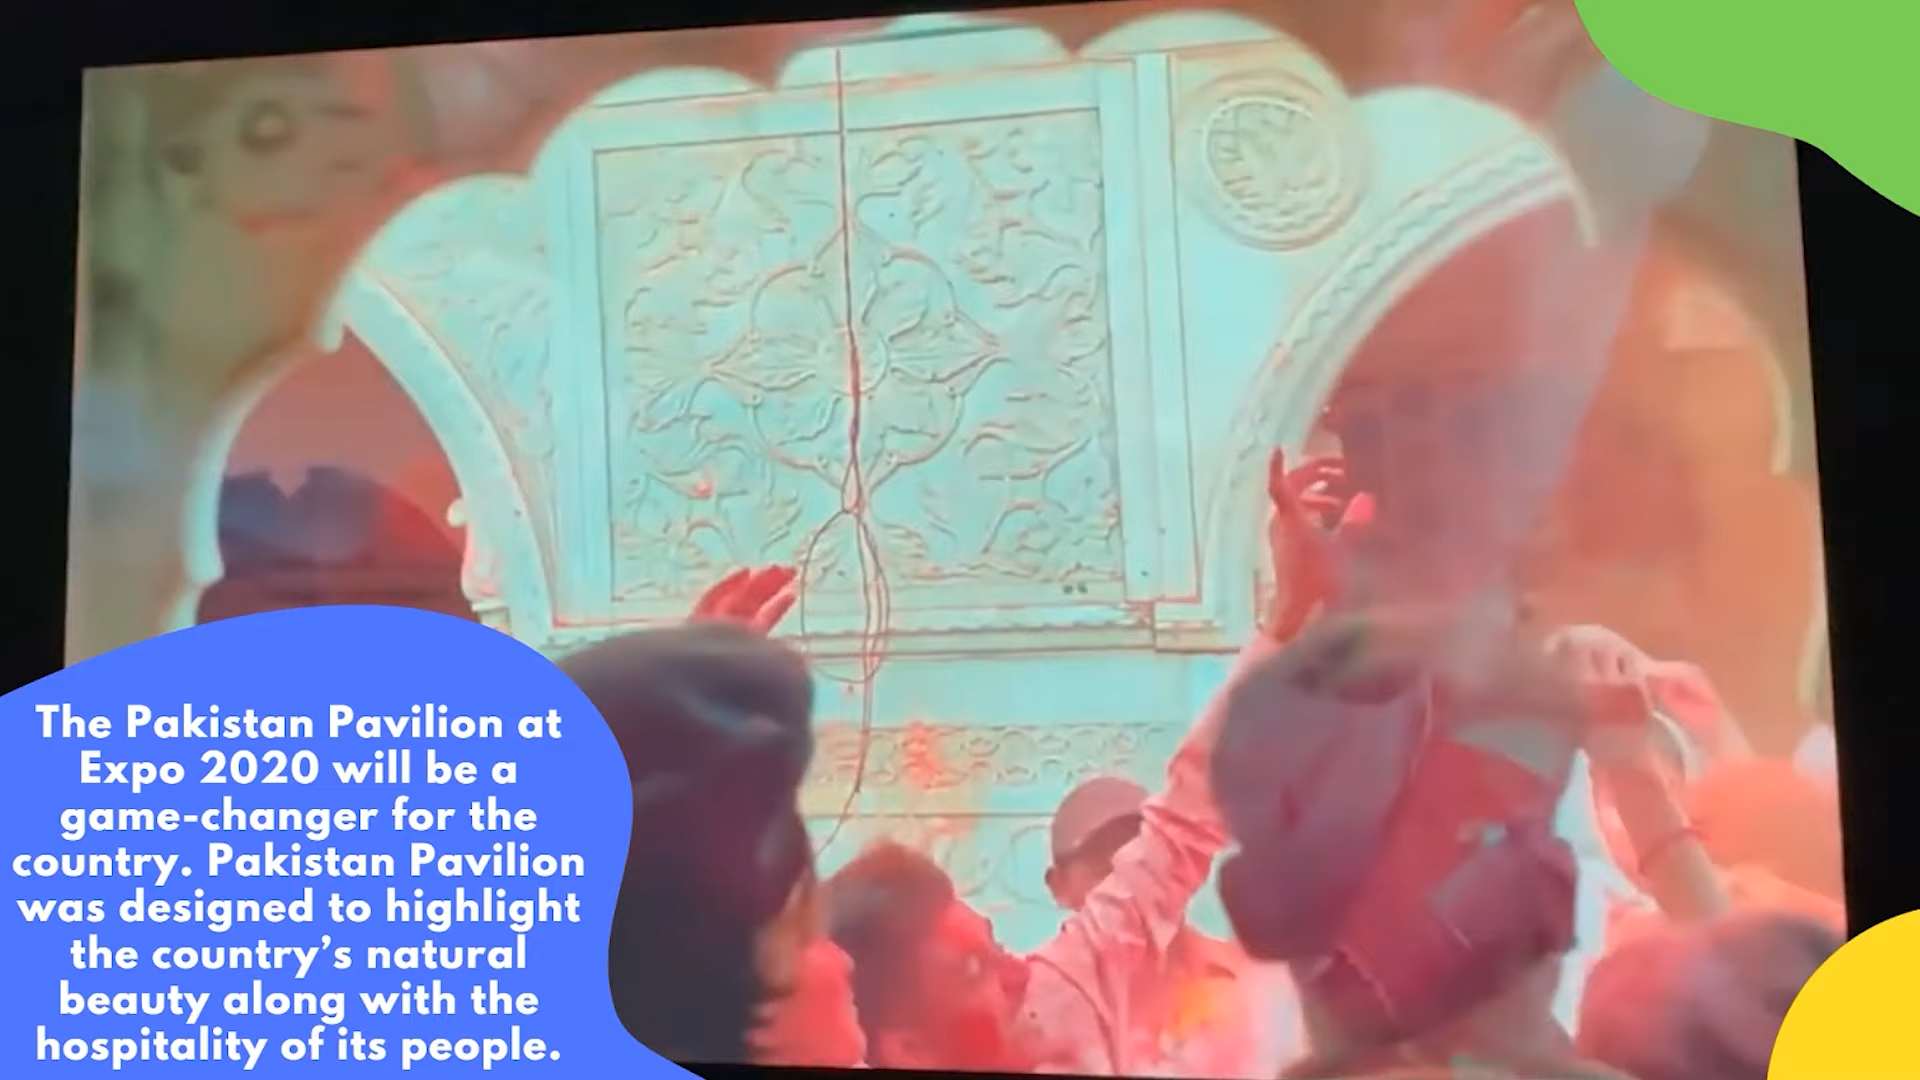 The Pakistan Pavilion at
Expo 2020 will be a
game-changer for the
country. Pakistan Pavilion
was designed to highlight
the country’s natural
beauty along with the
hospitality of its people.